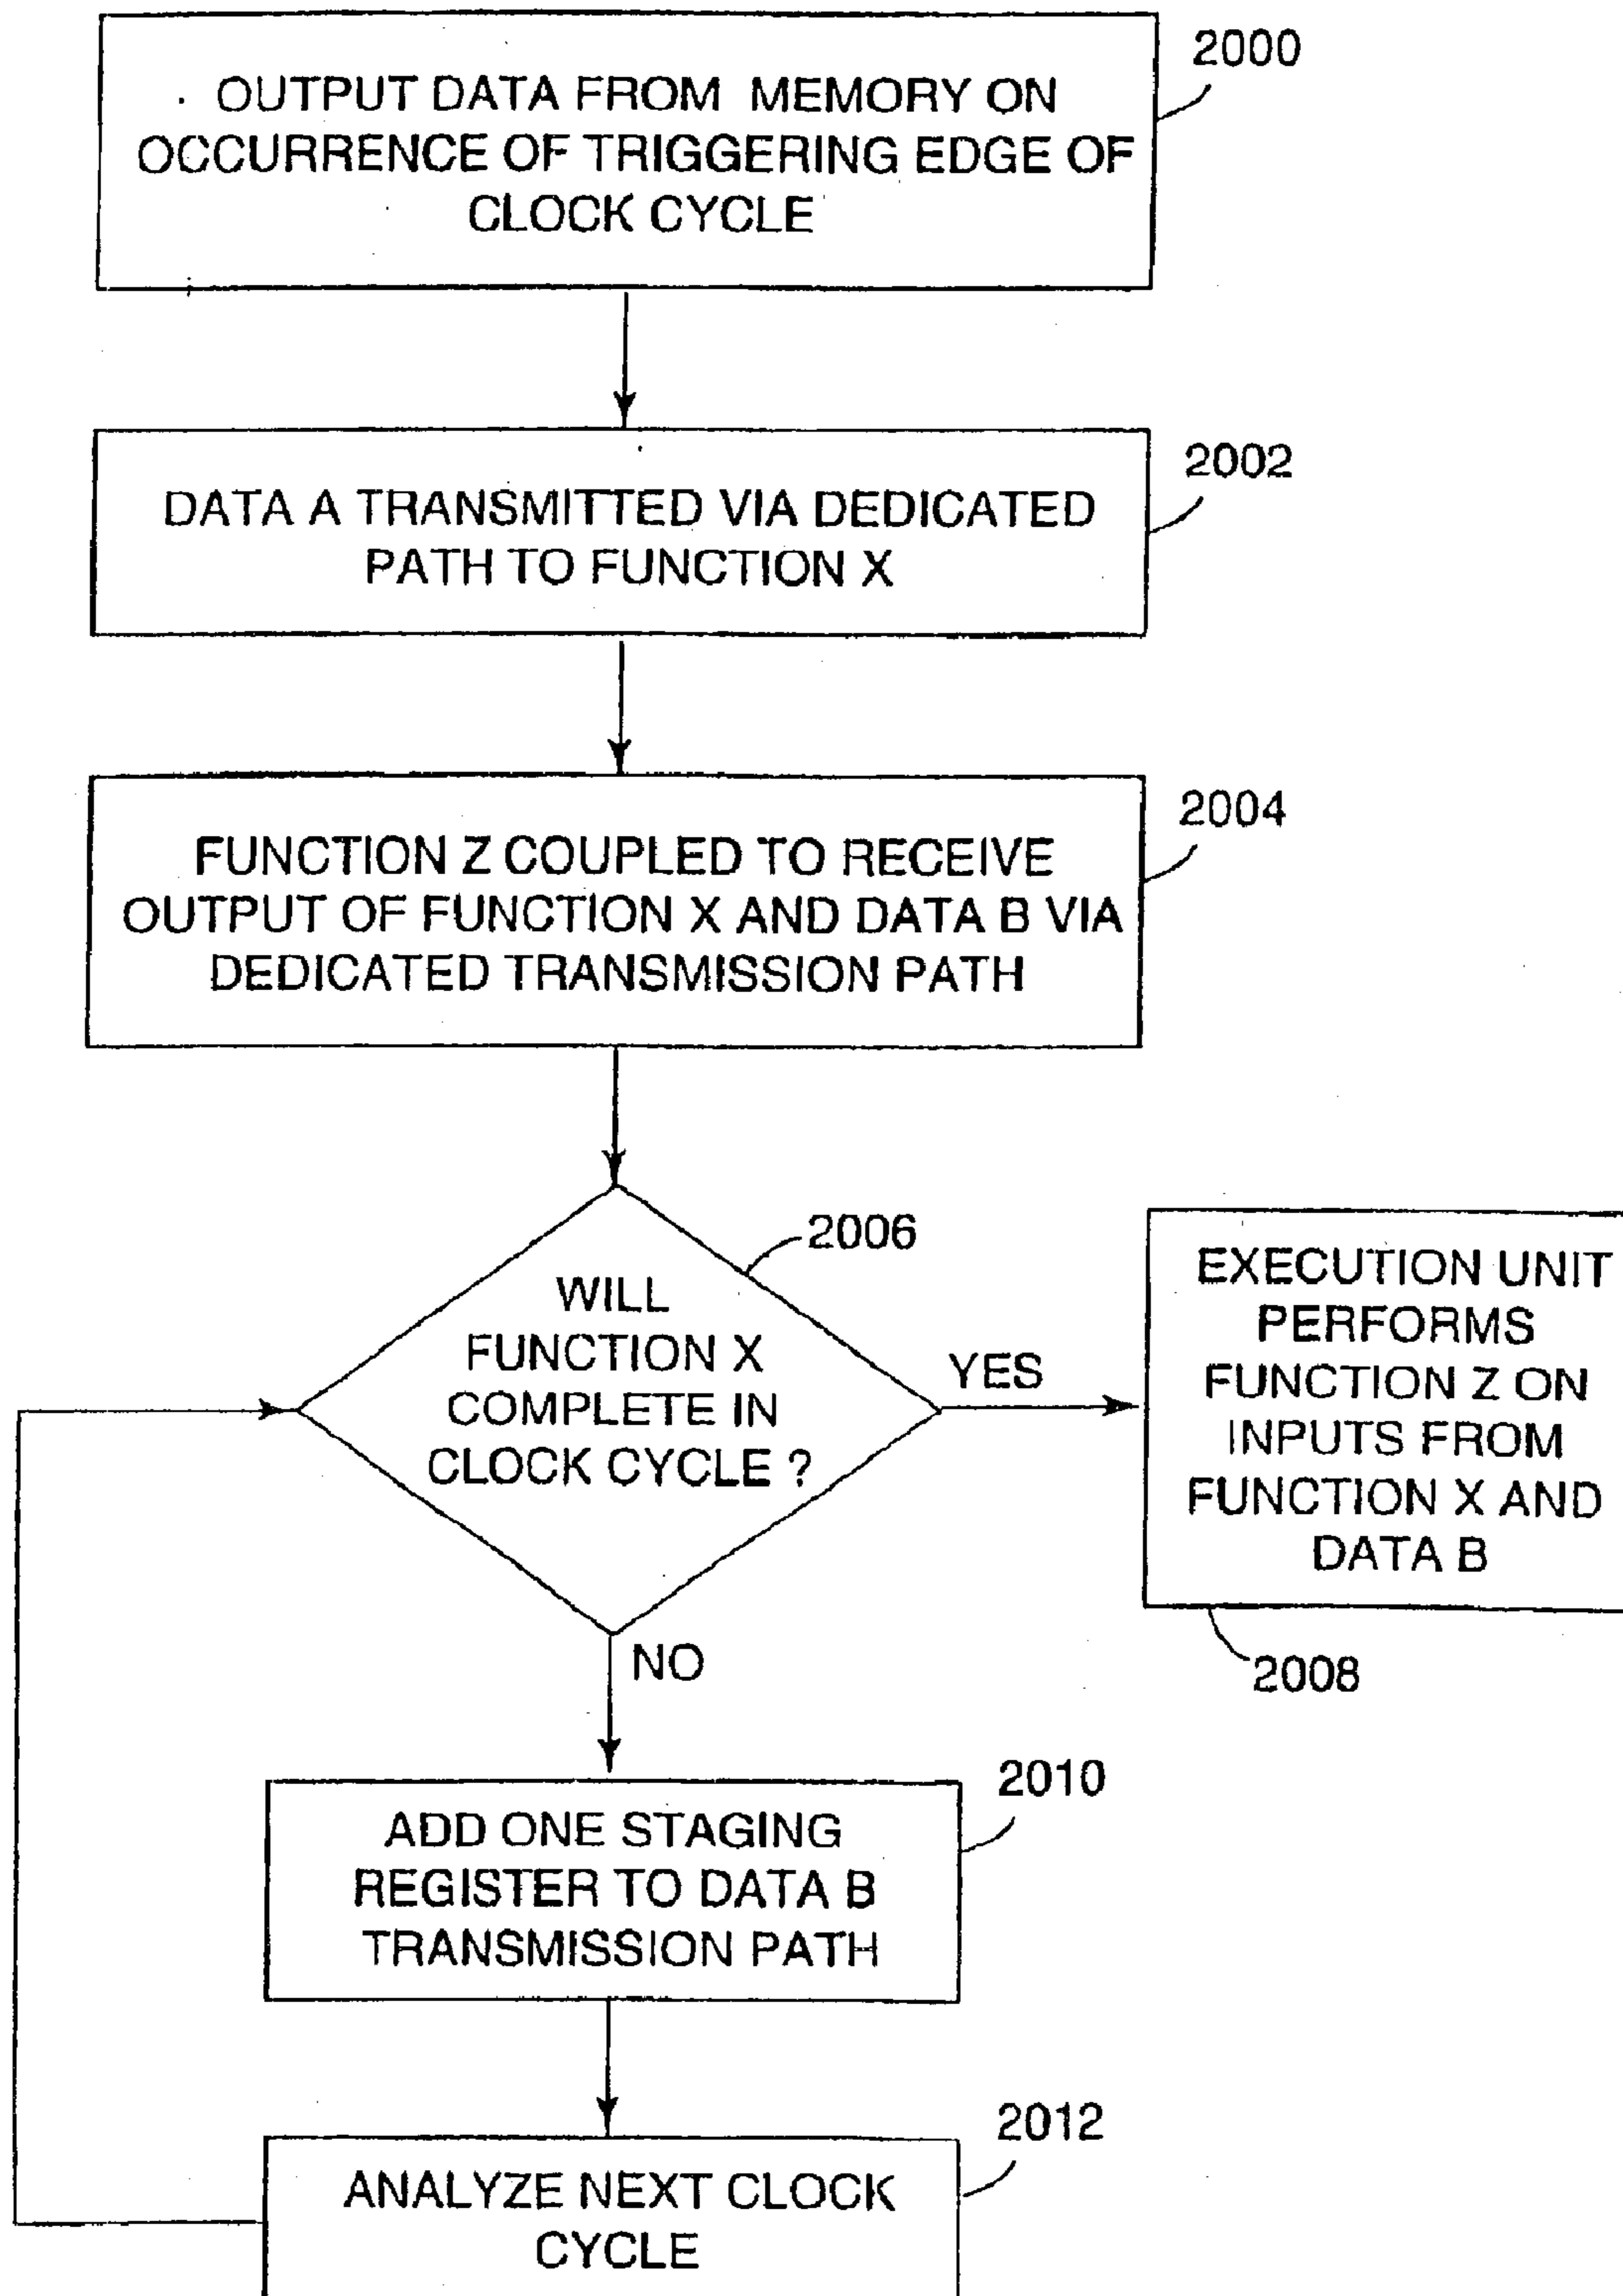 2000
OUTPUT DATA FROM MEMORY ON
OCCURRENCE OF TRIGGERING EDGE OF
CLOCK CYCLE
2002
DATA A TRANSMITTED VIA DEDICATED
PATH TO FUNCTION X
2004
FUNCTION Z COUPLED TO RECEIVE
OUTPUT OF FUNCTION X AND DATA B VIA
DEDICATED TRANSMISSION PATH
2006
WILL
FUNCTION X
COMPLETE IN
CLOCK CYCLE ?
YES
EXECUTION UNIT
PERFORMS
FUNCTION Z ON
INPUTS FROM
FUNCTION X AND
DATA B
2008
NO
2010
ADD ONE STAGING
REGISTER TO DATA B
TRANSMISSION PATH
2012
ANALYZE NEXT CLOCK
CYCLE